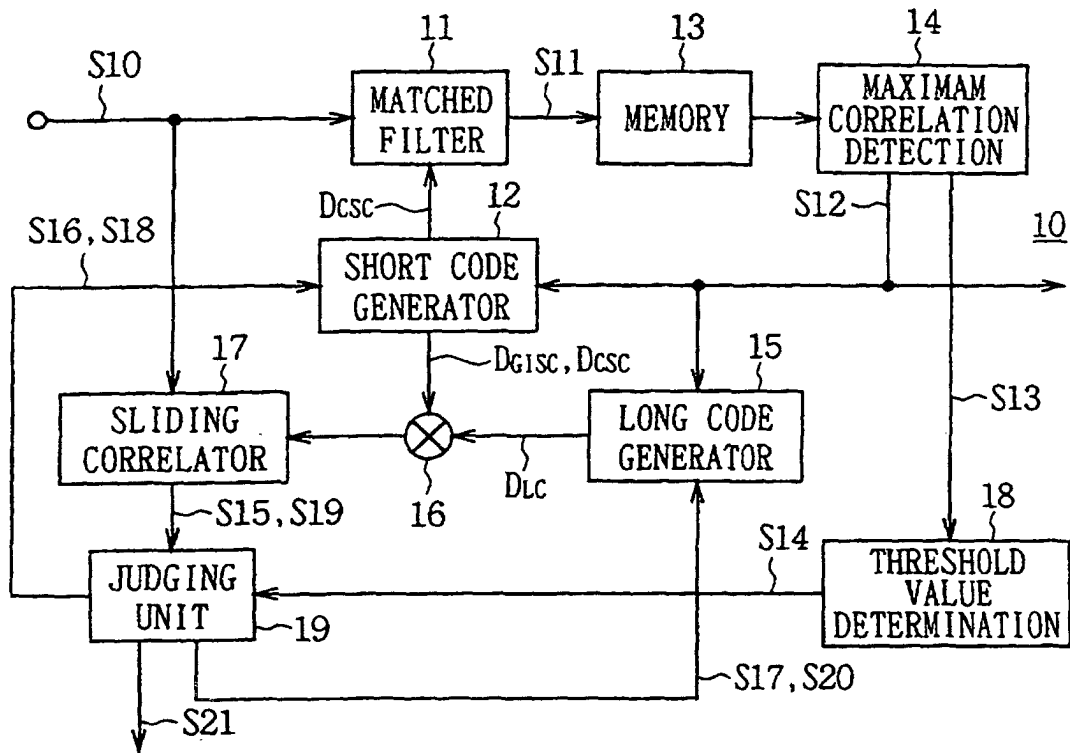 11
13
14
S10
S11
MATCHED
FILTER
MEMORY
MAXIMAM
CORRELATION
DETECTION
DCSC
12
S12
10
S16, S18
SHORT CODE
GENERATOR
17
DGISC, DCSC
15
S13
SLIDING
CORRELATOR
LONG CODE
GENERATOR
DLC
16
18
S15, S19
S14
JUDGING
UNIT
THRESHOLD
VALUE
DETERMINATION
19
S17, S20
S21